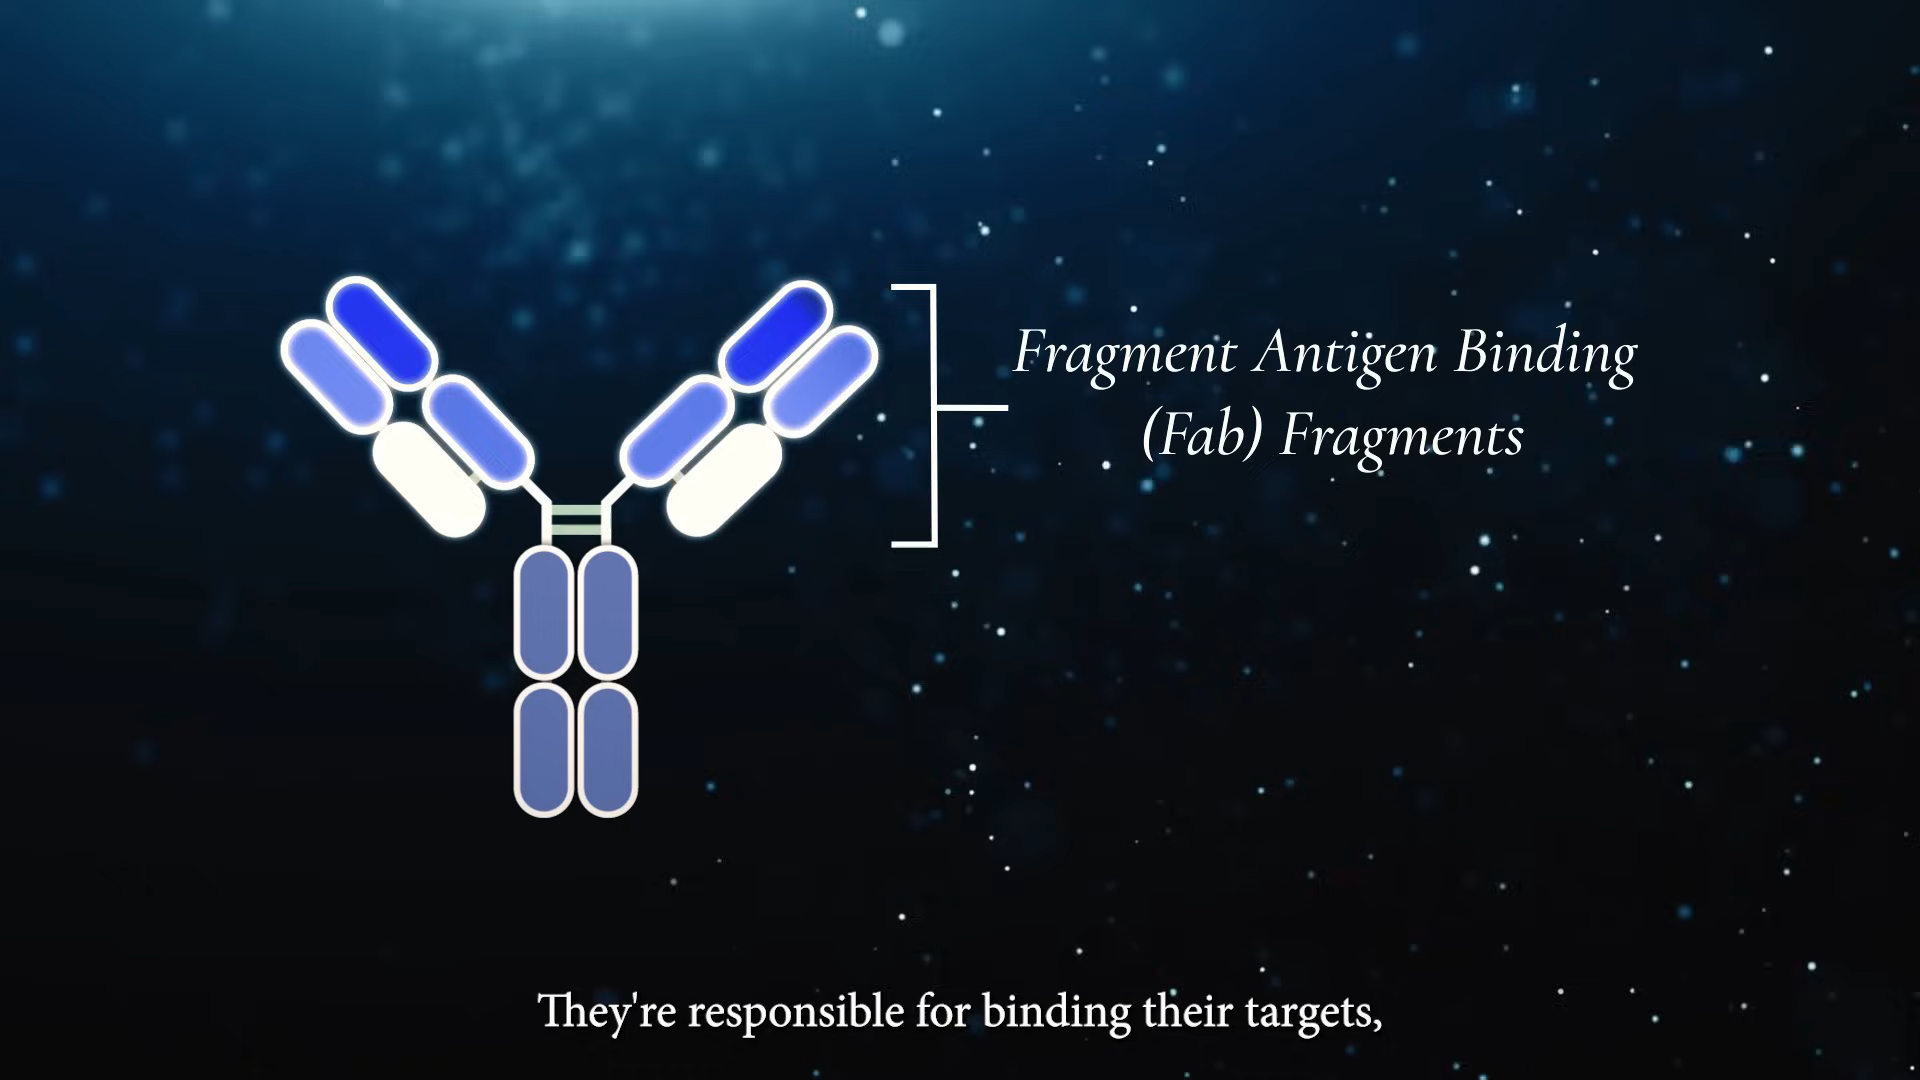 Fragment Antigen Binding
(Fab) Fragments
They're responsible for binding their targets,